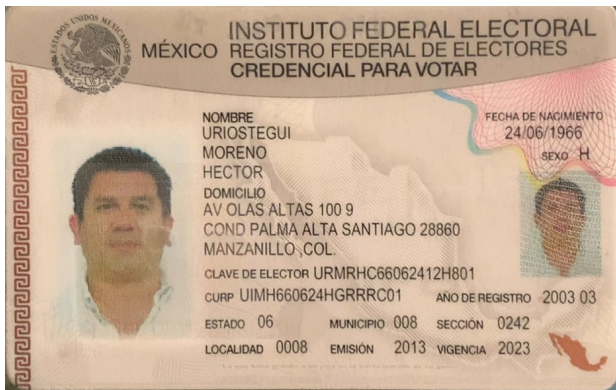 ESTADOS UNIDOS MEXICANOS
INSTITUTO FEDERAL ELECTORAL
MÉXICO REGISTRO FEDERAL DE ELECTORES
CREDENCIAL PARA VOTAR
NOMBRE
URIOSTEGUI
MORENO
HECTOR
FECHA DE NACIMIENTO
24/06/1966
SEXO H
DOMICILIO
AV OLAS ALTAS 100 9
COND PALMA ALTA SANTIAGO 28860
MANZANILLO ,COL.
CLAVE DE ELECTOR URMRHC66062412H801
CURP UIMH660624HGRRRC01 AÑO DE REGISTRO 2003 03
ESTADO 06 MUNICIPIO 008 SECCIÓN 0242
LOCALIDAD 0008 EMISIÓN 2013 VIGENCIA 2023